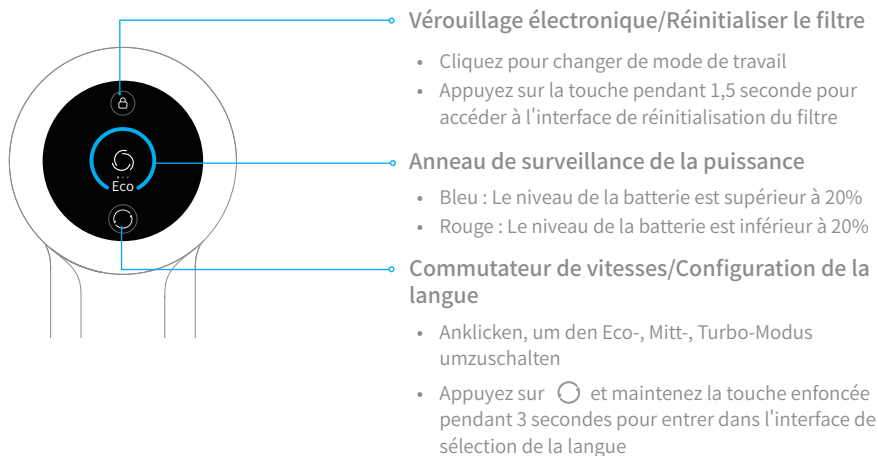 Vérouillage électronique/Réinitialiser le filtre
• Cliquez pour changer de mode de travail
• Appuyez sur la touche pendant 1,5 seconde pour
accéder à l'interface de réinitialisation du filtre
Anneau de surveillance de la puissance
• Bleu : Le niveau de la batterie est supérieur à 20%
• Rouge : Le niveau de la batterie est inférieur à 20%
Eco
Commutateur de vitesses/Configuration de la
langue
• Anklicken, um den Eco-, Mitt-, Turbo-Modus
umzuschalten
• Appuyez sur et maintenez la touche enfoncée
pendant 3 secondes pour entrer dans l'interface de
sélection de la langue